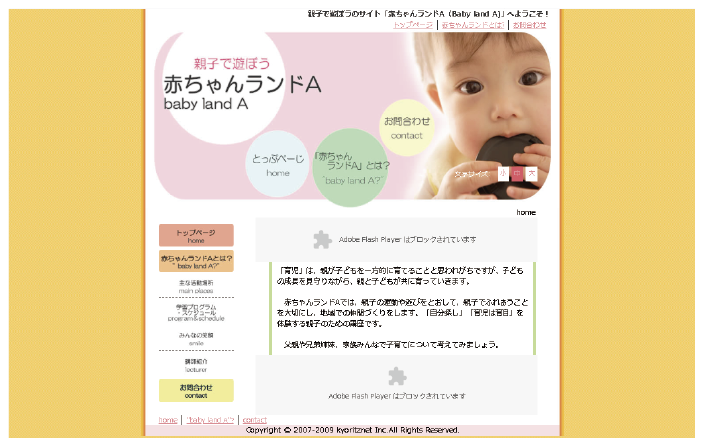 親子で遊ぼうのサイト「赤ちゃんランドA（Baby land A)」へようこそ！
トップページ 赤ちゃんランドAとは? お問合わせ
親子で遊ぼう
赤ちゃんランドA
baby land A
お問合わせ
contact
とっぷページ
home
「赤ちゃん
ランドA」とは?
"baby land A?"
文字サイズ 小 中 大
home
トップページ
home
赤ちゃんランドAとは?
" baby land A?"
主な活動場所
main places
学習プログラム
・スケジュール
program&schedule
みんなの笑顔
smile
講師紹介
lecturer
お問合わせ
contact
Adobe Flash Player はブロックされています
「育児」は、親が子どもを一方的に育てることと思われがちですが、子ども
の成長を見守りながら、親と子どもが共に育っていきます。
赤ちゃんランドAでは、親子の運動や遊びをとおして、親子でふれあうこと
を大切にし、地域での仲間づくりをします。「自分探し」「育児は育自」を
体験する親子のための講座です。
父親や兄弟姉妹、家族みんなで子育てについて考えてみましょう。
Adobe Flash Player はブロックされています
home "baby land A"? contact
Copyright © 2007-2009 kyoritznet Inc.All Rights Reserved.